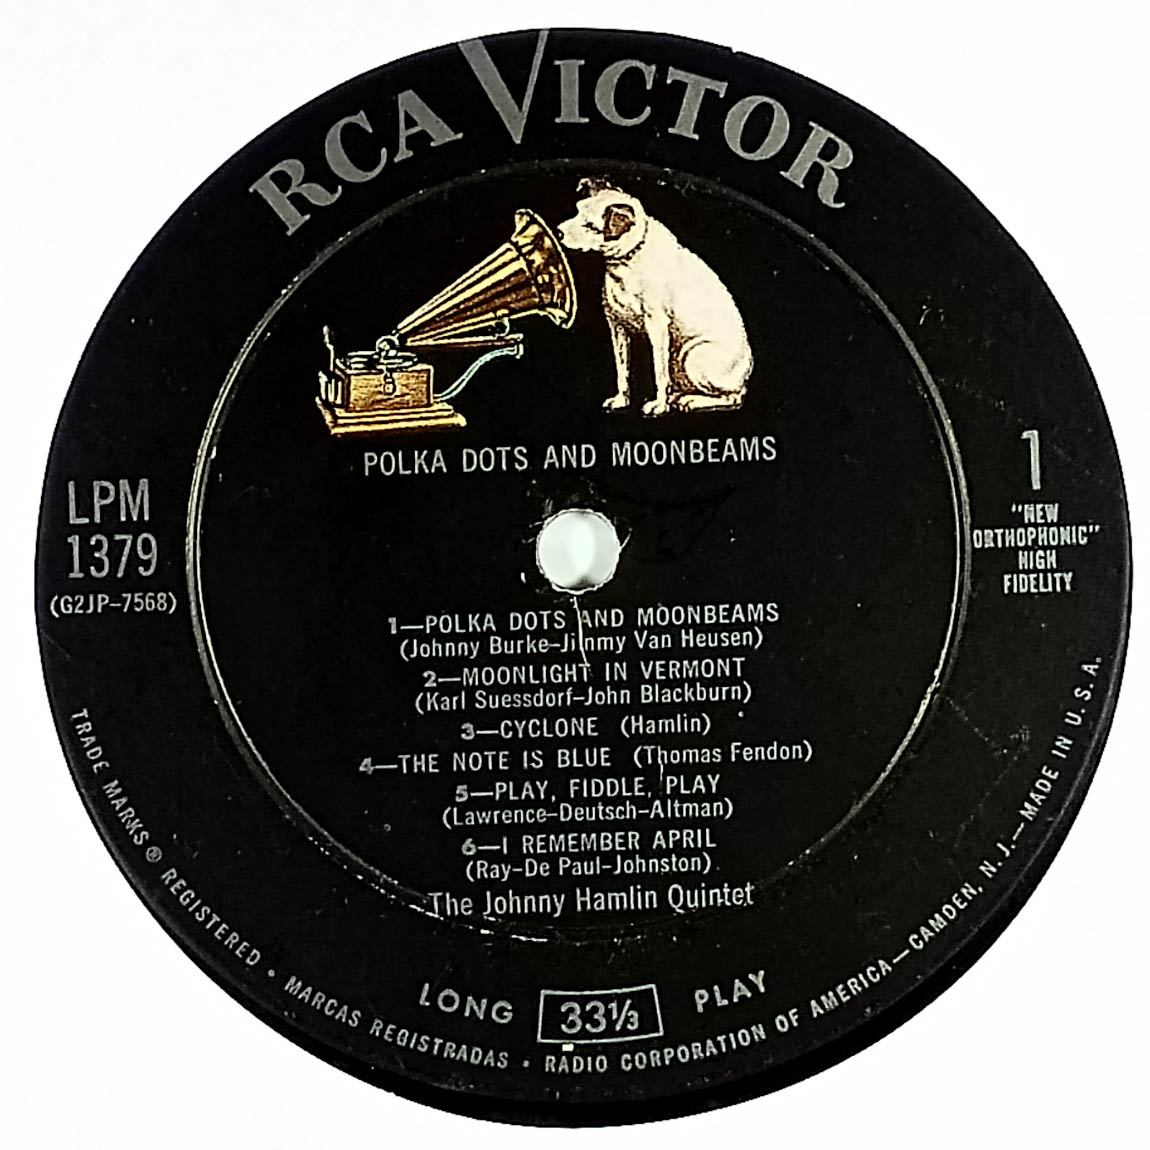 RCA VICTOR
POLKA DOTS AND MOONBEAMS
LPM
1379
(G2JP-7568)
1
"NEW
ORTHOPHONIC"
HIGH
FIDELITY
1—POLKA DOTS AND MOONBEAMS
(Johnny Burke-Jimmy Van Heusen)
2—MOONLIGHT IN VERMONT
(Karl Suessdorf-John Blackburn)
3—CYCLONE (Hamlin)
4—THE NOTE IS BLUE (Thomas Fendon)
5—PLAY, FIDDLE, PLAY
(Lawrence-Deutsch-Altman)
6—I REMEMBER APRIL
(Ray-De Paul-Johnston)
The Johnny Hamlin Quintet
LONG 33⅓ PLAY
TRADE MARKS ® REGISTERED • MARCAS REGISTRADAS • RADIO CORPORATION OF AMERICA—CAMDEN, N. J.—MADE IN U. S. A.